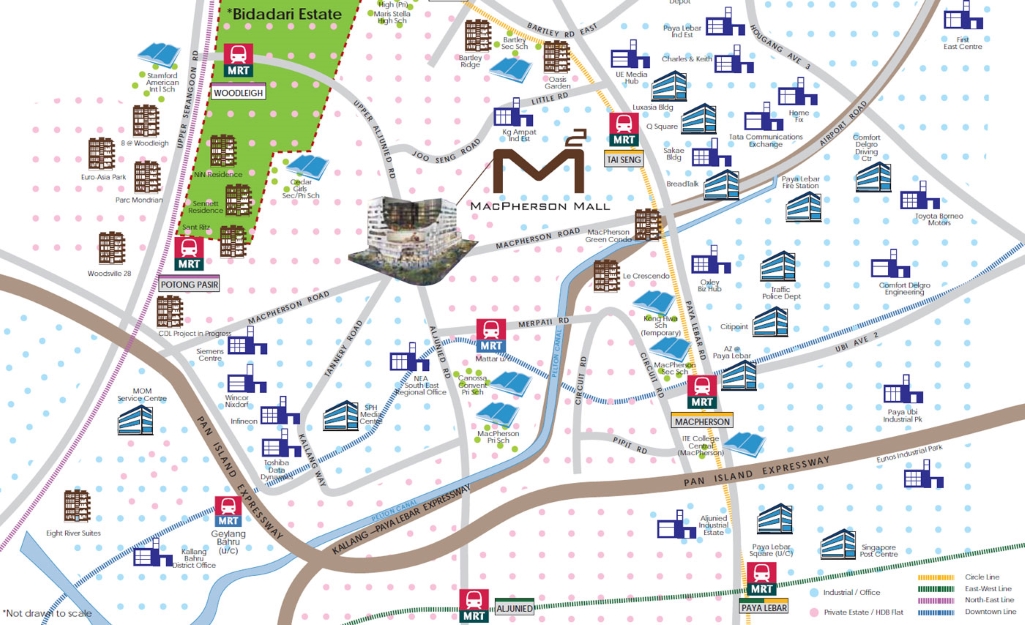 *Bidadari Estate
High (Pri)
Maris Stella
High Sch
BARTLEY RD EAST
Depot
Paya Lebar
Ind Est
HOUGANG AVE 3
First
East Centre
UPPER SERANGOON RD
Stamford
American
Int'l Sch
MRT
WOODLEIGH
Bartley
Ridge
Bartley
Sec Sch
Oasis
Garden
UE Media
Hub
Charles & Keith
LITTLE RD
Luxasia Bldg
Home
Fix
UPPER ALJUNIED RD
Kg Ampat
Ind Est
MRT
TAI SENG
Q Square
Tata Communications
Exchange
AIRPORT ROAD
8 @ Woodleigh
JOO SENG ROAD
M2
Sakae
Bldg
Comfort
Delgro
Driving
Ctr
Euro-Asia Park
NiN Residence
Cedar
Girls
Sec/Pri Sch
Breadtalk
Paya Lebar
Fire Station
Parc Mondrian
Sennett
Residence
MACPHERSON MALL
Toyota Borneo
Motors
Sant Ritz
MACPHERSON ROAD
MacPherson
Green Condo
Woodsville 28
MRT
POTONG PASIR
Le Crescendo
Oxley
Biz Hub
Traffic
Police Dept
Comfort Delgro
Engineering
MACPHERSON ROAD
COL Project in Progress
MERPATI RD
Kong Hwa
Sch
(temporary)
PAYA LEBAR RD
Citipoint
Siemens
Centre
TANNERY ROAD
ALJUNIED RD
MRT
Mattar
PELTON CANAL
CIRCUIT RD
CIRCUIT RD
MacPherson
Sec Sch
AZ @
Paya Lebar
UBI AVE 2
NEA
South East
Regional Office
Canossa
Convent
Pri Sch
MOM
Service Centre
Wincor
Nixdorf
MRT
MACPHERSON
Infineon
SPH
Media
Centre
MacPherson
Pri Sch
Paya Ubi
Industrial Pk
PAN ISLAND EXPRESSWAY
KALLANG WAY
PIPIT RD
ITE College
Central
(MacPherson)
Toshiba
Data
Dynamics
PAN ISLAND EXPRESSWAY
Eunos Industrial Park
PELTON CANAL
KALLANG–PAYA LEBAR EXPRESSWAY
Eight River Suites
MRT
Geylang
Bahru
(U/C)
Kallang
Bahru
District Office
Aljunied
Industrial
Estate
Paya Lebar
Square (U/C)
Singapore
Post Centre
MRT
ALJUNIED
MRT
PAYA LEBAR
*Not drawn to scale
Industrial / Office
Private Estate / HDB Flat
Circle Line
East-West Line
North-East Line
Downtown Line